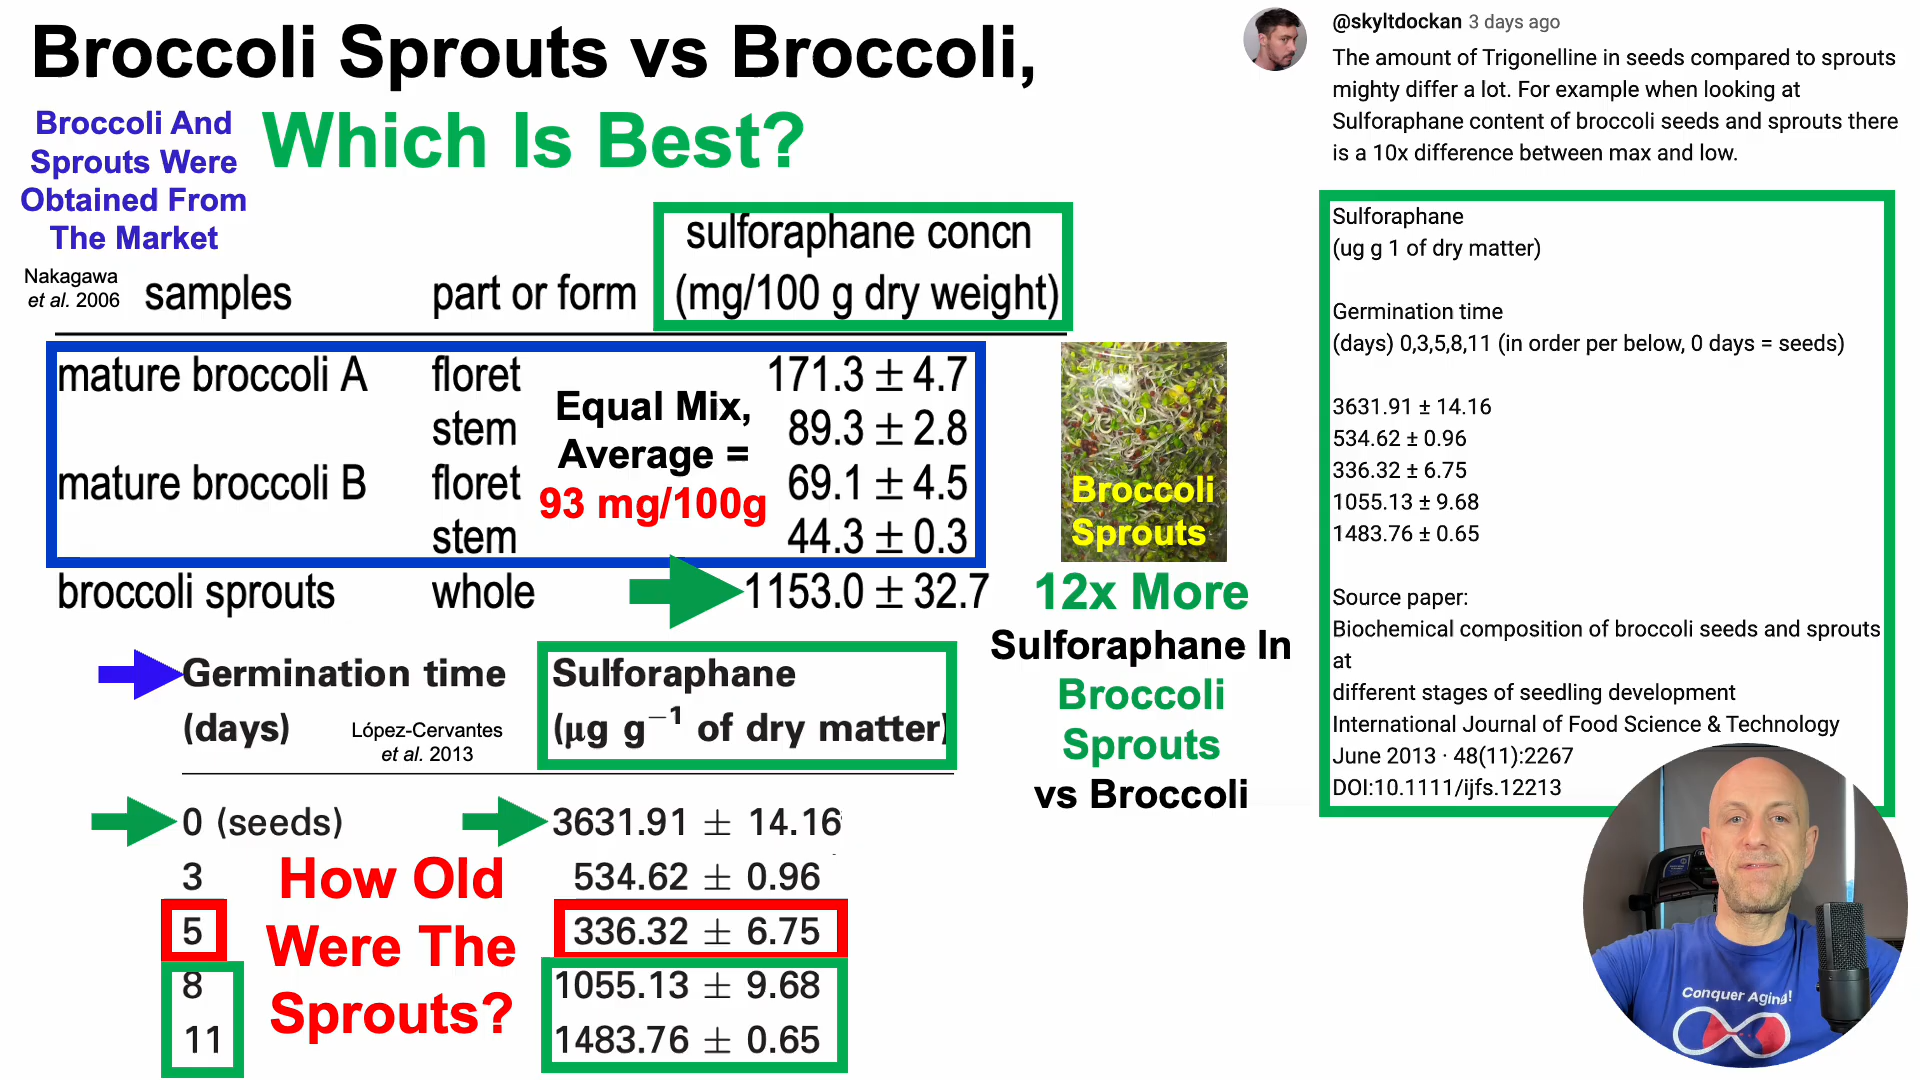 Broccoli Sprouts vs Broccoli,
Which Is Best?
Broccoli And
Sprouts Were
Obtained From
The Market
Nakagawa
et al. 2006
samples part or form sulforaphane concn
(mg/100 g dry weight)
mature broccoli A floret 171.3 ± 4.7
stem 89.3 ± 2.8
mature broccoli B floret 69.1 ± 4.5
stem 44.3 ± 0.3
Equal Mix,
Average =
93 mg/100g
broccoli sprouts whole 1153.0 ± 32.7
Broccoli
Sprouts
12x More
Sulforaphane In
Broccoli
Sprouts
vs Broccoli
Germination time
(days)
López-Cervantes
et al. 2013
Sulforaphane
(µg g⁻¹ of dry matter)
0 (seeds) 3631.91 ± 14.16
3 534.62 ± 0.96
5 336.32 ± 6.75
8 1055.13 ± 9.68
11 1483.76 ± 0.65
How Old
Were The
Sprouts?
@skyltdockan 3 days ago
The amount of Trigonelline in seeds compared to sprouts
mighty differ a lot. For example when looking at
Sulforaphane content of broccoli seeds and sprouts there
is a 10x difference between max and low.
Sulforaphane
(ug g 1 of dry matter)
Germination time
(days) 0,3,5,8,11 (in order per below, 0 days = seeds)
3631.91 ± 14.16
534.62 ± 0.96
336.32 ± 6.75
1055.13 ± 9.68
1483.76 ± 0.65
Source paper:
Biochemical composition of broccoli seeds and sprouts
at
different stages of seedling development
International Journal of Food Science & Technology
June 2013 · 48(11):2267
DOI:10.1111/ijfs.12213
Conquer Aging!